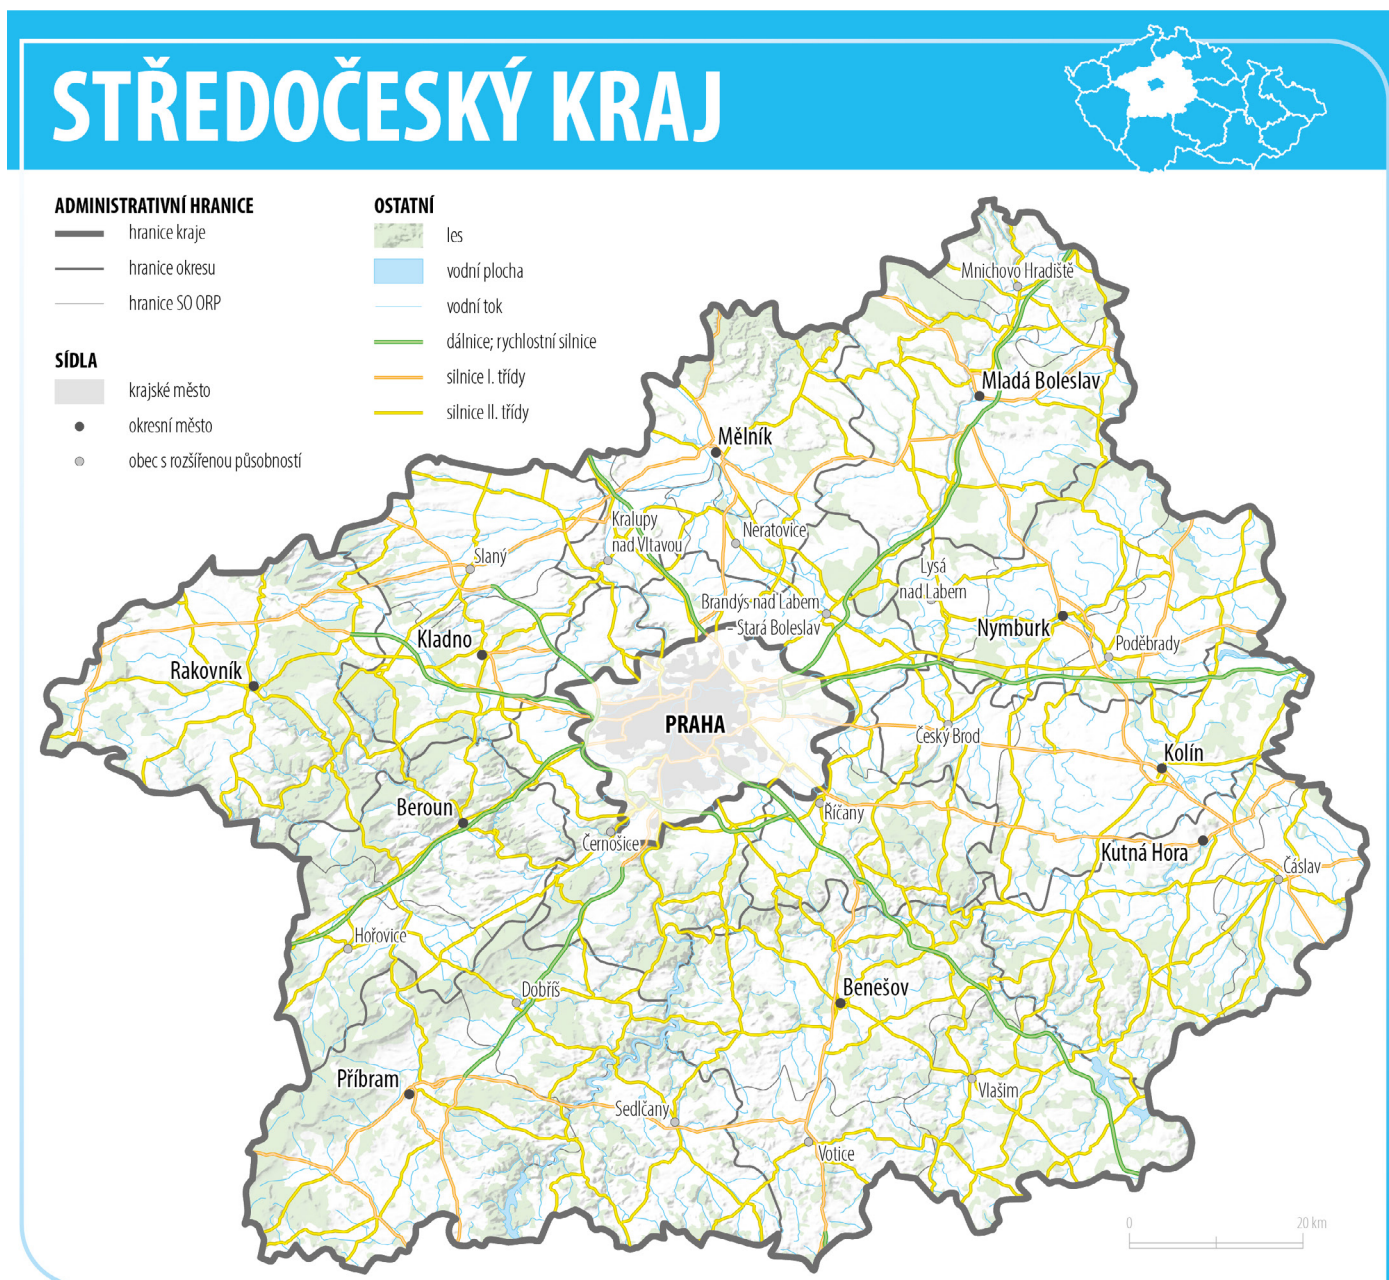 STŘEDOČESKÝ KRAJ
ADMINISTRATIVNÍ HRANICE
hranice kraje
hranice okresu
hranice SO ORP
SÍDLA
krajské město
okresní město
obec s rozšířenou působností
OSTATNÍ
les
vodní plocha
vodní tok
dálnice; rychlostní silnice
silnice I. třídy
silnice II. třídy
Mnichovo Hradiště
Mladá Boleslav
Mělník
Kralupy
nad Vltavou
Neratovice
Slaný
Lysá
nad Labem
Brandýs nad Labem
- Stará Boleslav
Nymburk
Kladno
Poděbrady
Rakovník
PRAHA
Český Brod
Kolín
Beroun
Říčany
Černošice
Kutná Hora
Čáslav
Hořovice
Dobříš
Benešov
Příbram
Vlašim
Sedlčany
Votice
0 20 km